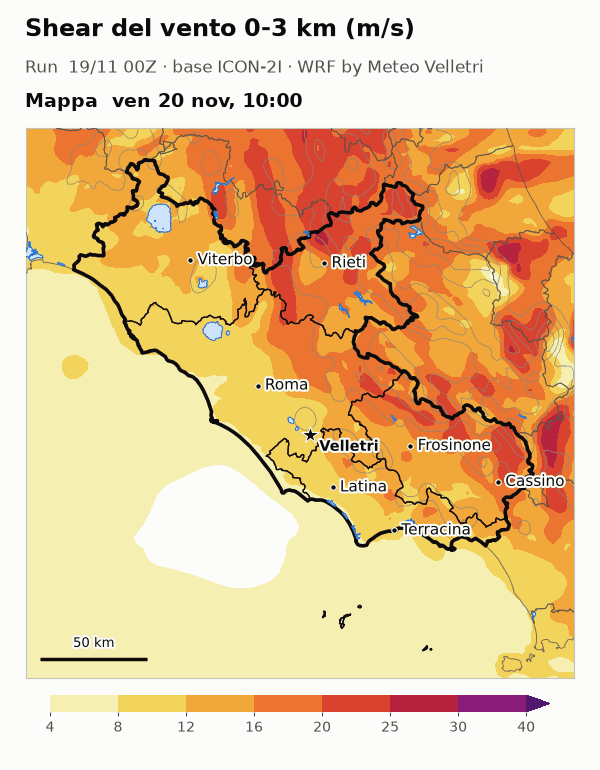 Shear del vento 0-3 km (m/s)
Run  19/11 00Z · base ICON-2I · WRF by Meteo Velletri
Mappa  ven 20 nov, 10:00
Viterbo
Rieti
Roma
Velletri
Frosinone
Latina
Cassino
Terracina
50 km
4 8 12 16 20 25 30 40